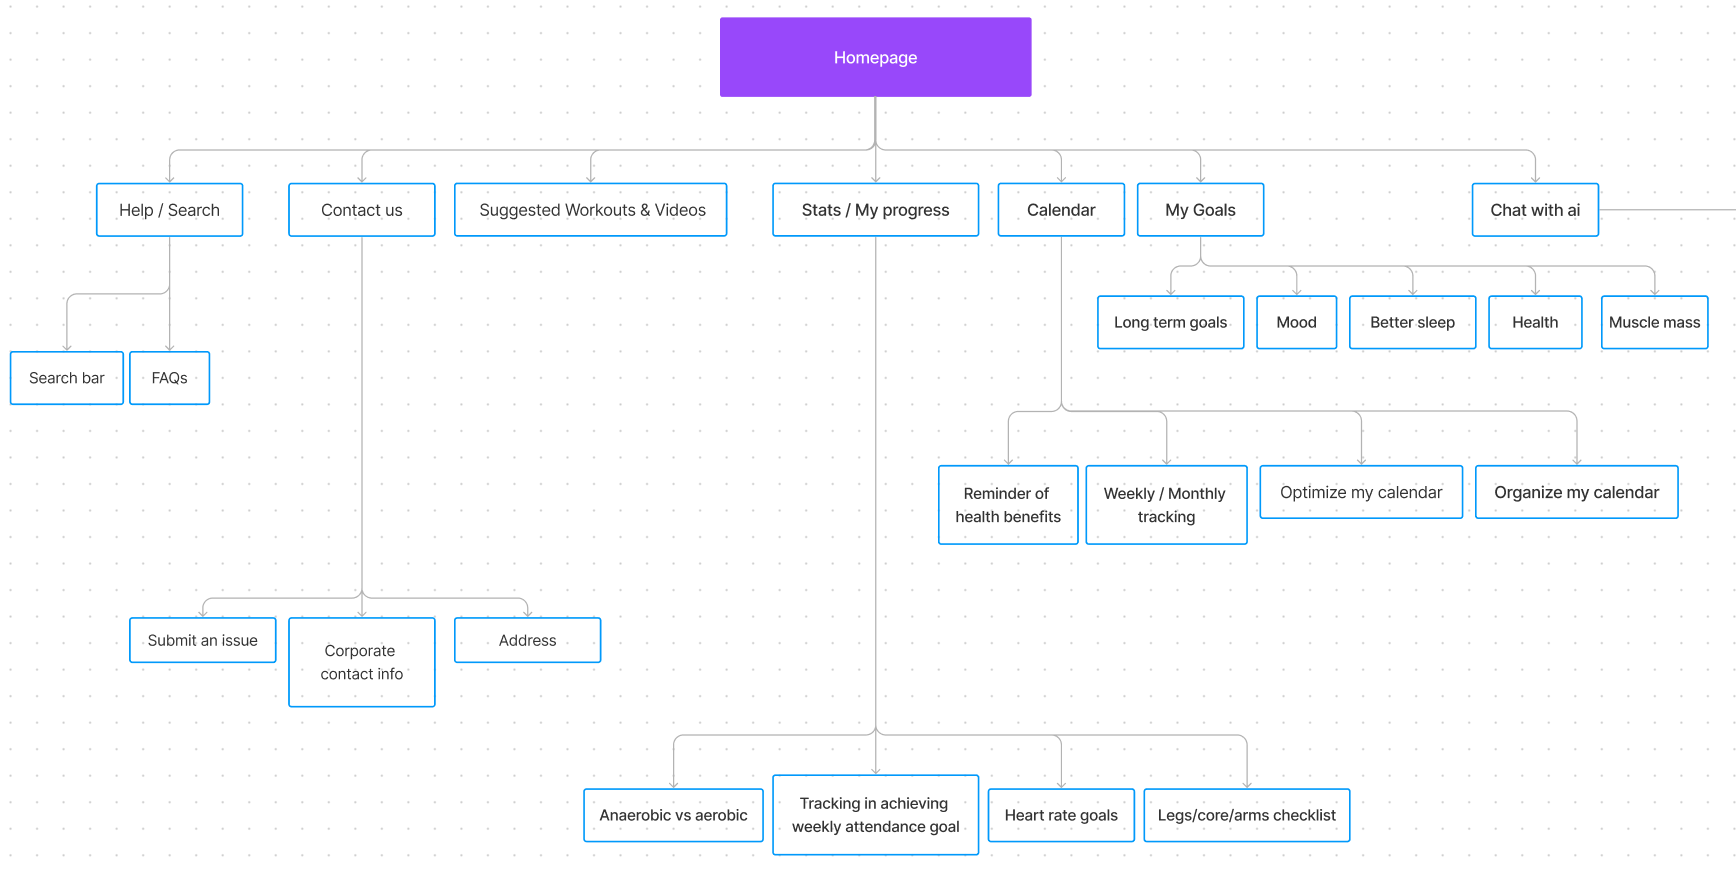 Homepage
Help / Search
Contact us
Suggested Workouts & Videos
Stats / My progress
Calendar
My Goals
Chat with ai
Long term goals
Mood
Better sleep
Health
Muscle mass
Search bar
FAQs
Reminder of
health benefits
Weekly / Monthly
tracking
Optimize my calendar
Organize my calendar
Submit an issue
Corporate
contact info
Address
Anaerobic vs aerobic
Tracking in achieving
weekly attendance goal
Heart rate goals
Legs/core/arms checklist